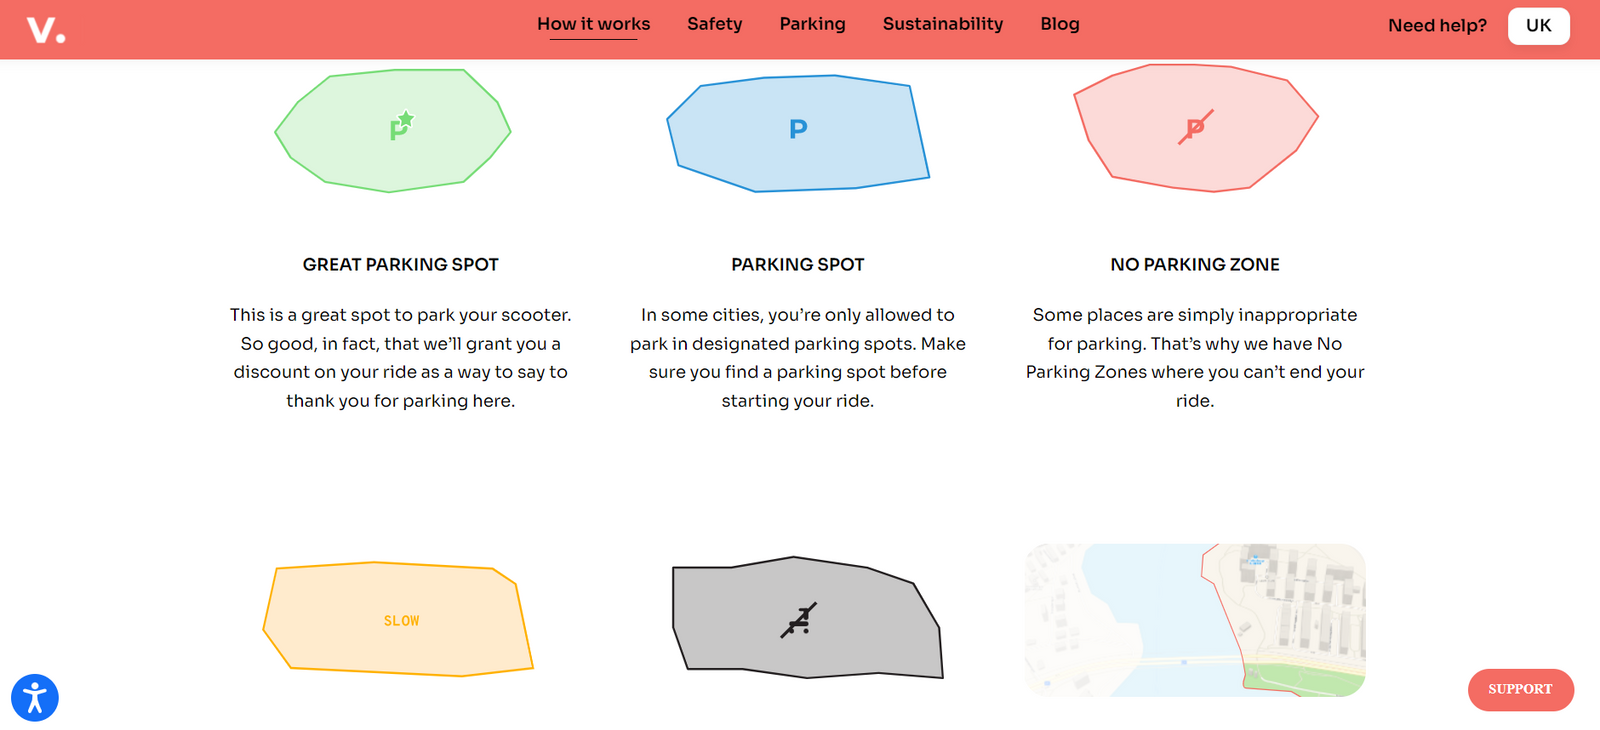 V.
How it works
Safety
Parking
Sustainability
Blog
Need help?
UK
P
P
P
GREAT PARKING SPOT
This is a great spot to park your scooter.
So good, in fact, that we’ll grant you a
discount on your ride as a way to say to
thank you for parking here.
PARKING SPOT
In some cities, you’re only allowed to
park in designated parking spots. Make
sure you find a parking spot before
starting your ride.
NO PARKING ZONE
Some places are simply inappropriate
for parking. That’s why we have No
Parking Zones where you can’t end your
ride.
SLOW
SUPPORT